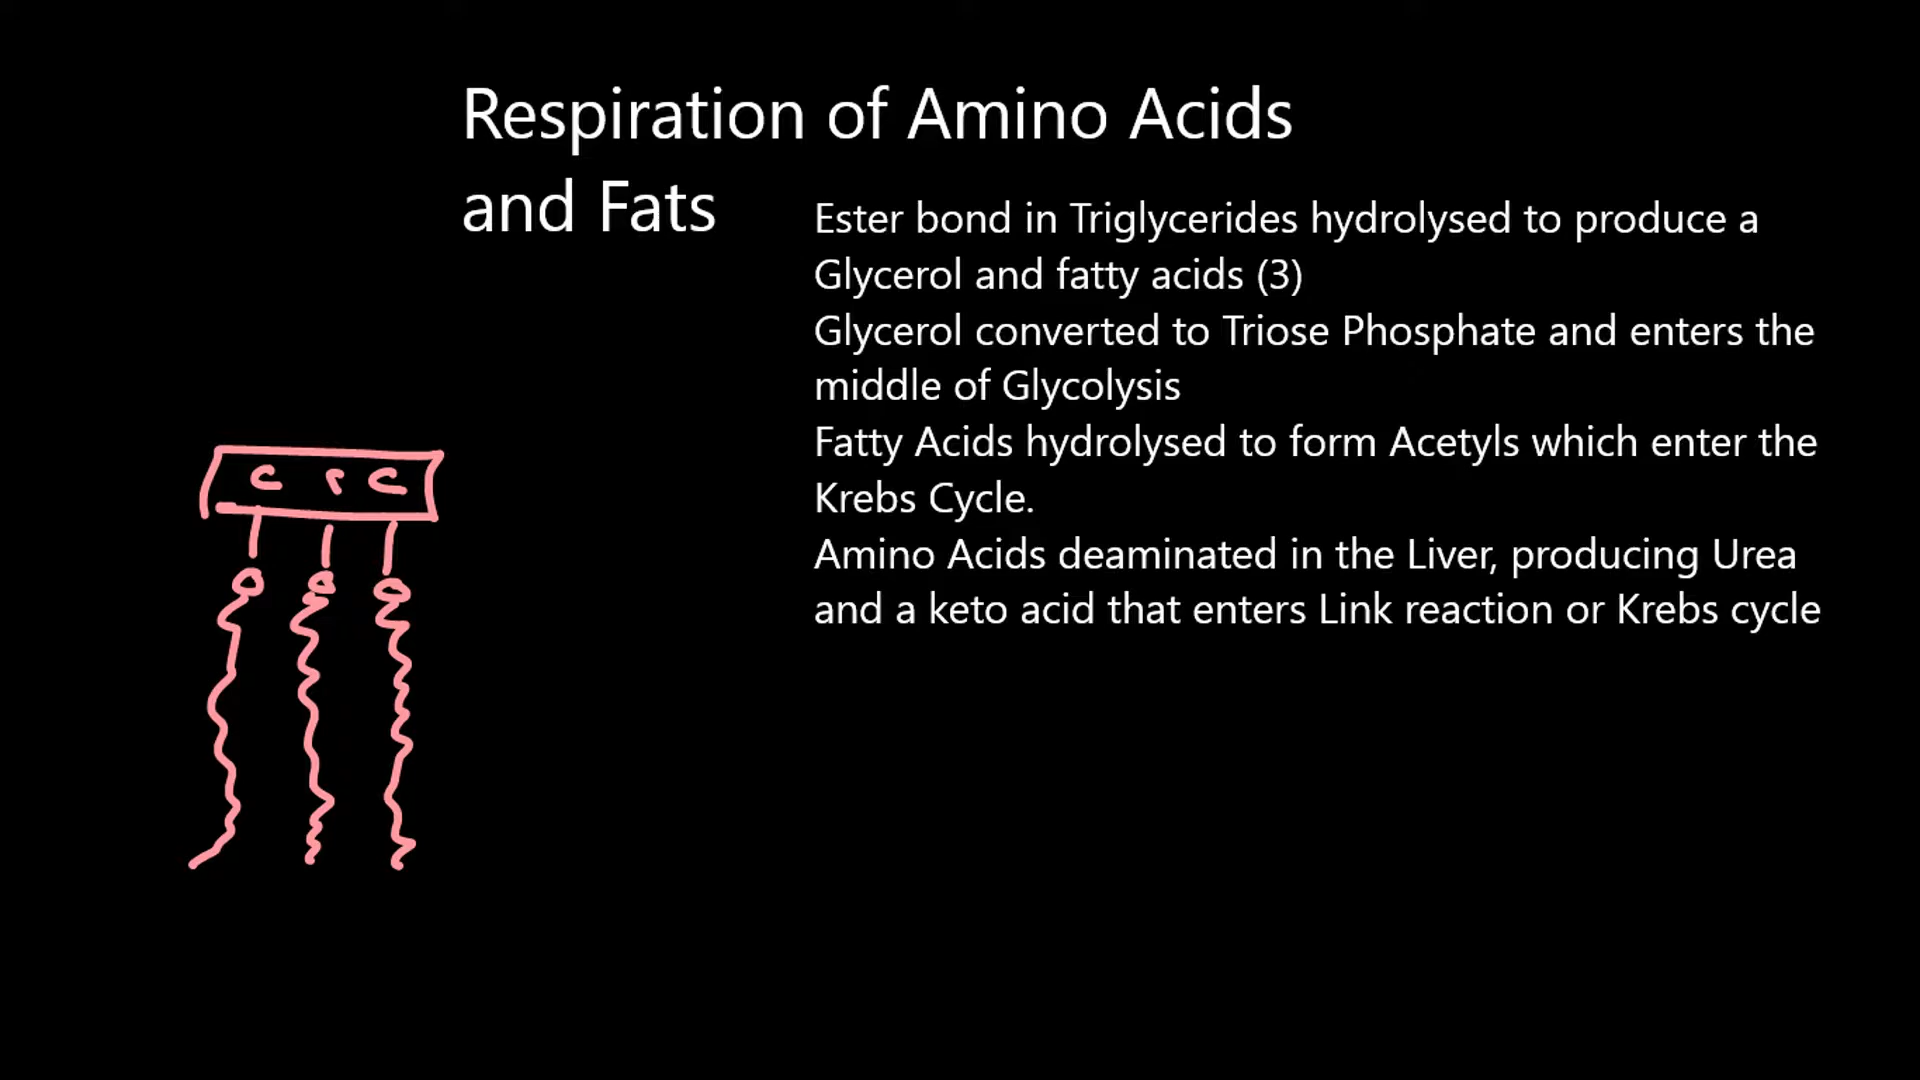 Respiration of Amino Acids
and Fats
Ester bond in Triglycerides hydrolysed to produce a
Glycerol and fatty acids (3)
Glycerol converted to Triose Phosphate and enters the
middle of Glycolysis
Fatty Acids hydrolysed to form Acetyls which enter the
Krebs Cycle.
Amino Acids deaminated in the Liver, producing Urea
and a keto acid that enters Link reaction or Krebs cycle
C C C